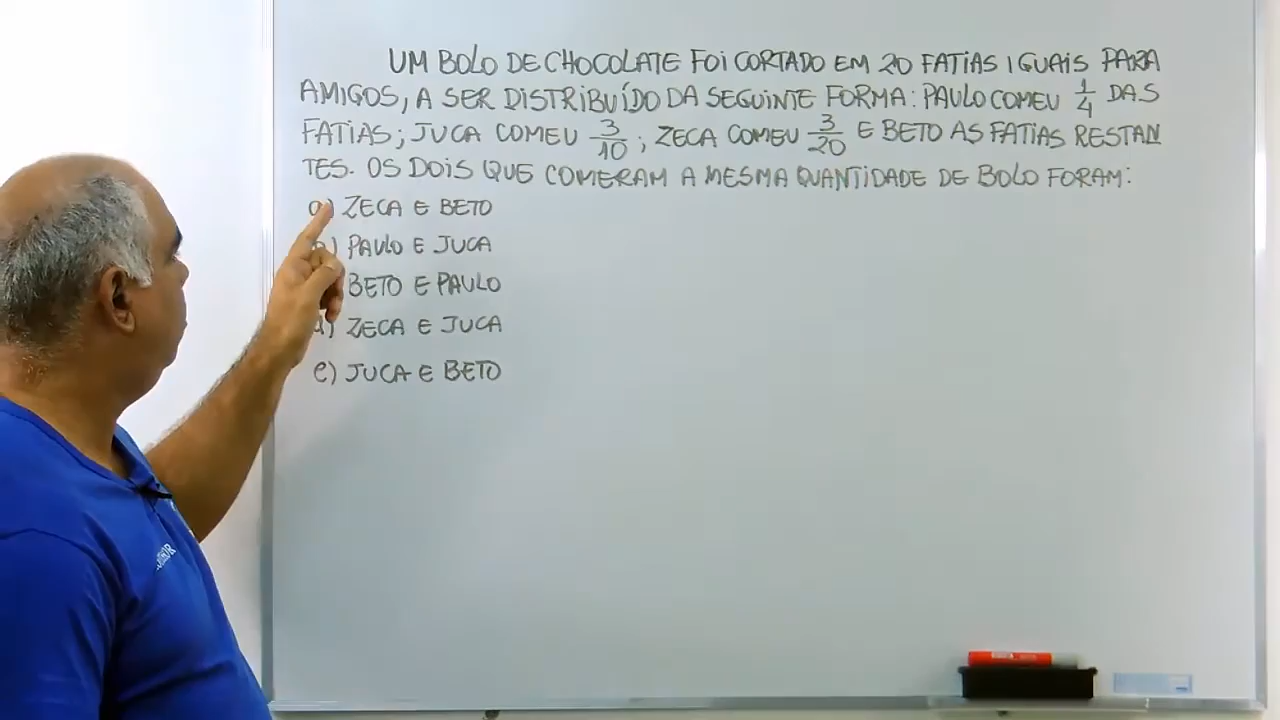 UM BOLO DE CHOCOLATE FOI CORTADO EM 20 FATIAS IGUAIS PARA
AMIGOS, A SER DISTRIBUÍDO DA SEGUINTE FORMA: PAULO COMEU 1/4 DAS
FATIAS; JUCA COMEU 3/10; ZECA COMEU 3/20 E BETO AS FATIAS RESTAN
TES. OS DOIS QUE COMERAM A MESMA QUANTIDADE DE BOLO FORAM:
a) ZECA E BETO
) PAULO E JUCA
BETO E PAULO
d) ZECA E JUCA
e) JUCA E BETO